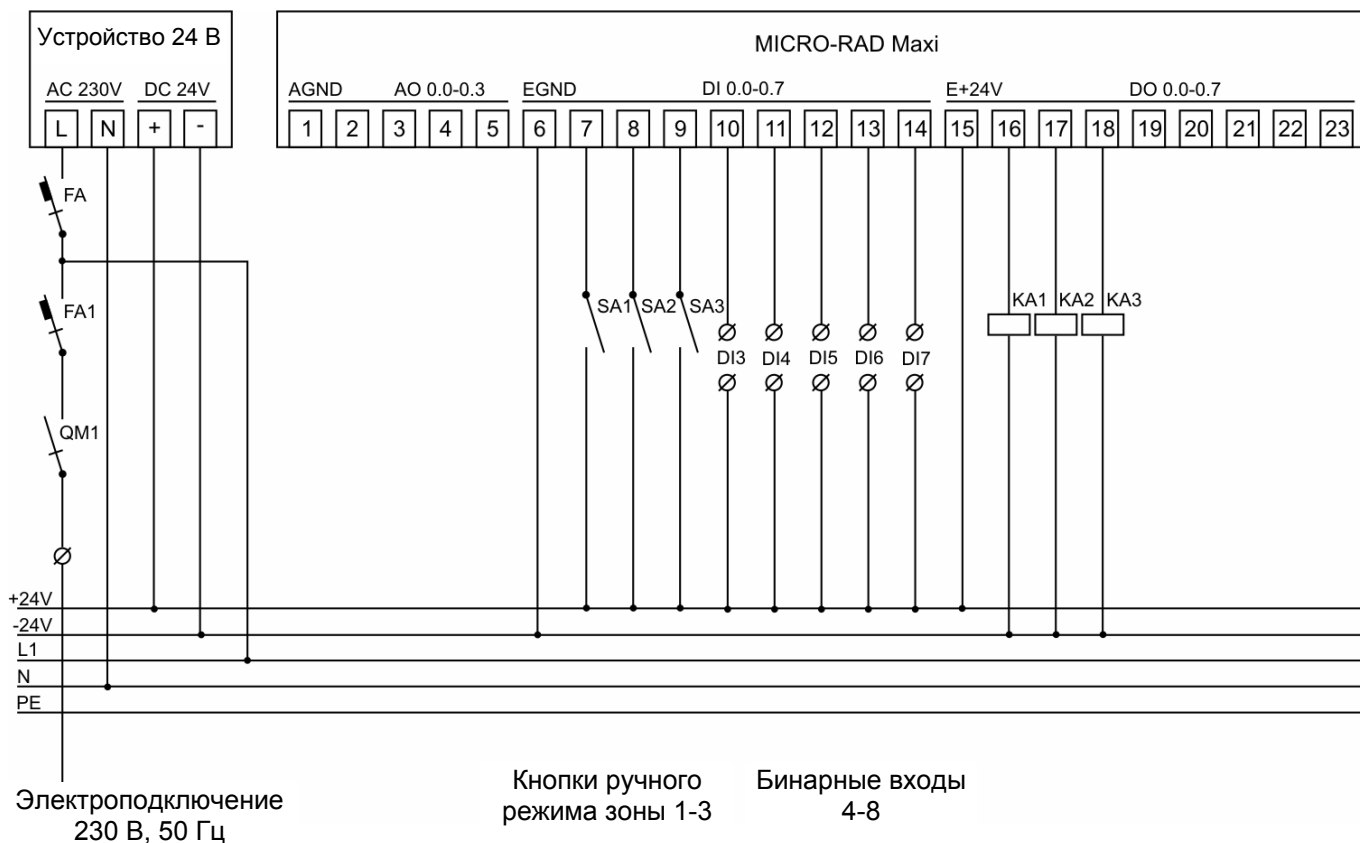 Устройство 24 В
MICRO-RAD Maxi
AC 230V DC 24V
AGND AO 0.0-0.3 EGND DI 0.0-0.7 E+24V DO 0.0-0.7
L N + - 1 2 3 4 5 6 7 8 9 10 11 12 13 14 15 16 17 18 19 20 21 22 23
FA
FA1
SA1 SA2 SA3
KA1 KA2 KA3
DI3 DI4 DI5 DI6 DI7
QM1
+24V
-24V
L1
N
PE
Электроподключение
230 В, 50 Гц
Кнопки ручного
режима зоны 1-3
Бинарные входы
4-8